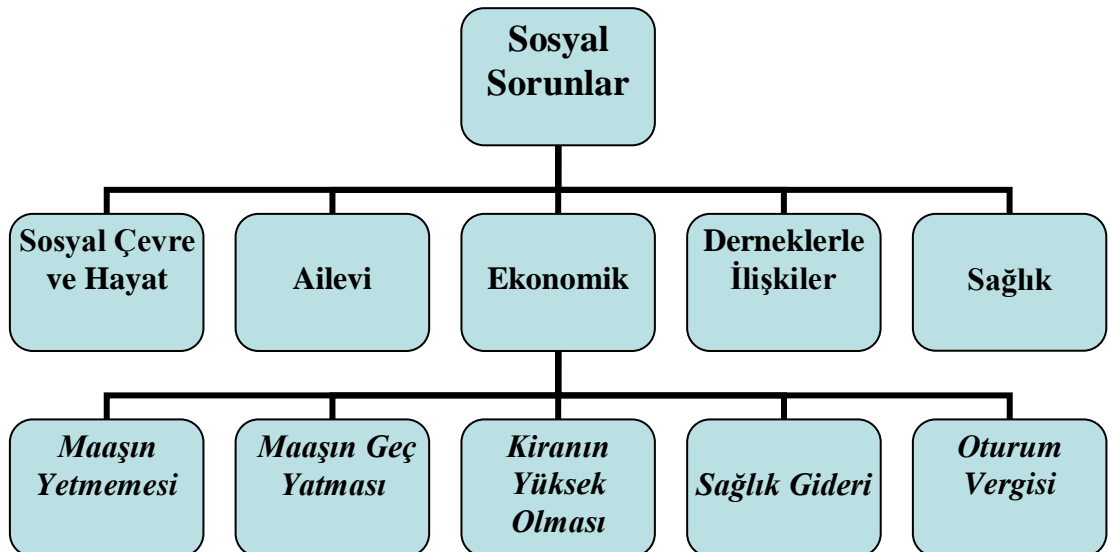 Sosyal
Sorunlar
Sosyal Çevre
ve Hayat
Ailevi
Ekonomik
Derneklerle
İlişkiler
Sağlık
Maaşın
Yetmemesi
Maaşın Geç
Yatması
Kiranın
Yüksek
Olması
Sağlık Gideri
Oturum
Vergisi